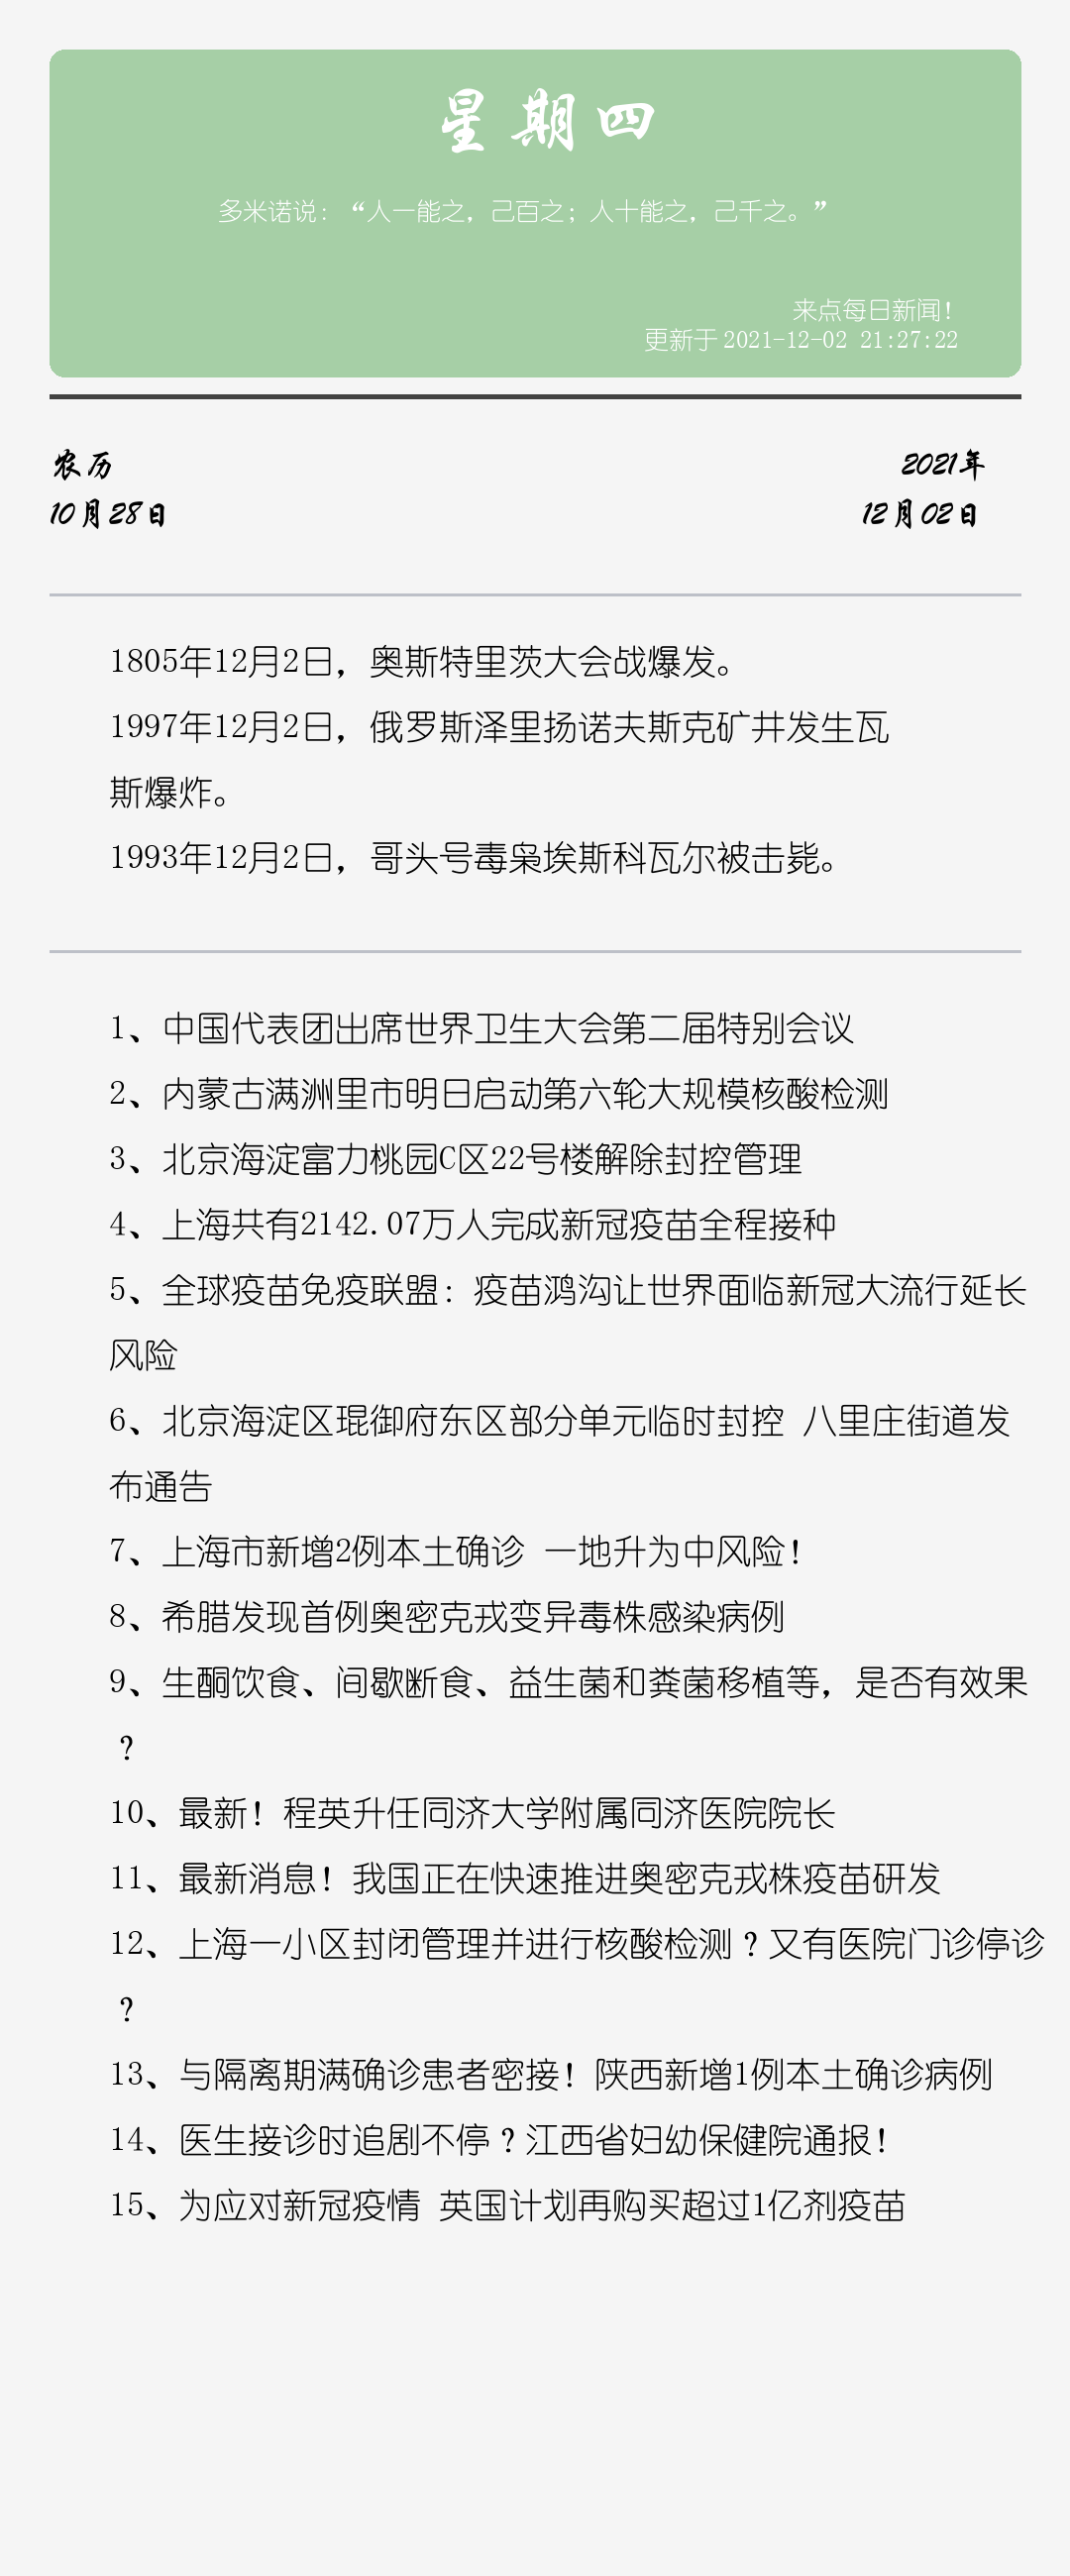 星期四
多米诺说：“人一能之，己百之；人十能之，己千之。”
来点每日新闻！
更新于 2021-12-02 21:27:22
农历
10月28日
2021年
12月02日
1805年12月2日，奥斯特里茨大会战爆发。
1997年12月2日，俄罗斯泽里扬诺夫斯克矿井发生瓦
斯爆炸。
1993年12月2日，哥头号毒枭埃斯科瓦尔被击毙。
1、中国代表团出席世界卫生大会第二届特别会议
2、内蒙古满洲里市明日启动第六轮大规模核酸检测
3、北京海淀富力桃园C区22号楼解除封控管理
4、上海共有2142.07万人完成新冠疫苗全程接种
5、全球疫苗免疫联盟：疫苗鸿沟让世界面临新冠大流行延长
风险
6、北京海淀区琨御府东区部分单元临时封控 八里庄街道发
布通告
7、上海市新增2例本土确诊 一地升为中风险！
8、希腊发现首例奥密克戎变异毒株感染病例
9、生酮饮食、间歇断食、益生菌和粪菌移植等，是否有效果
？
10、最新！程英升任同济大学附属同济医院院长
11、最新消息！我国正在快速推进奥密克戎株疫苗研发
12、上海一小区封闭管理并进行核酸检测？又有医院门诊停诊
？
13、与隔离期满确诊患者密接！陕西新增1例本土确诊病例
14、医生接诊时追剧不停？江西省妇幼保健院通报！
15、为应对新冠疫情 英国计划再购买超过1亿剂疫苗